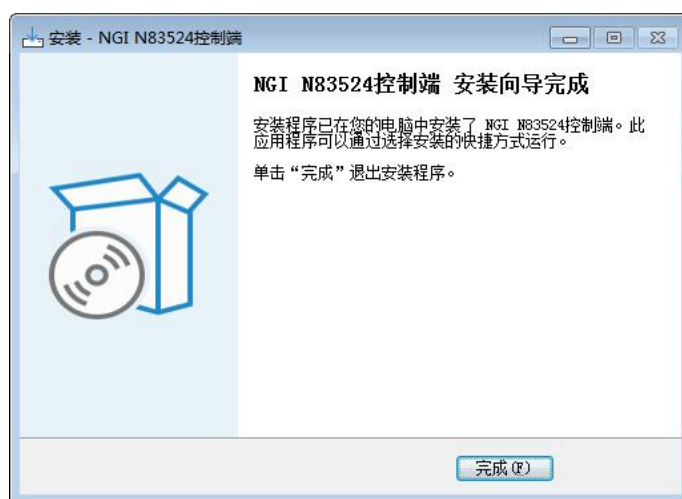 安装 - NGI N83524控制端
NGI N83524控制端 安装向导完成
安装程序已在您的电脑中安装了 NGI N83524控制端。此
应用程序可以通过选择安装的快捷方式运行。
单击“完成”退出安装程序。
完成(F)